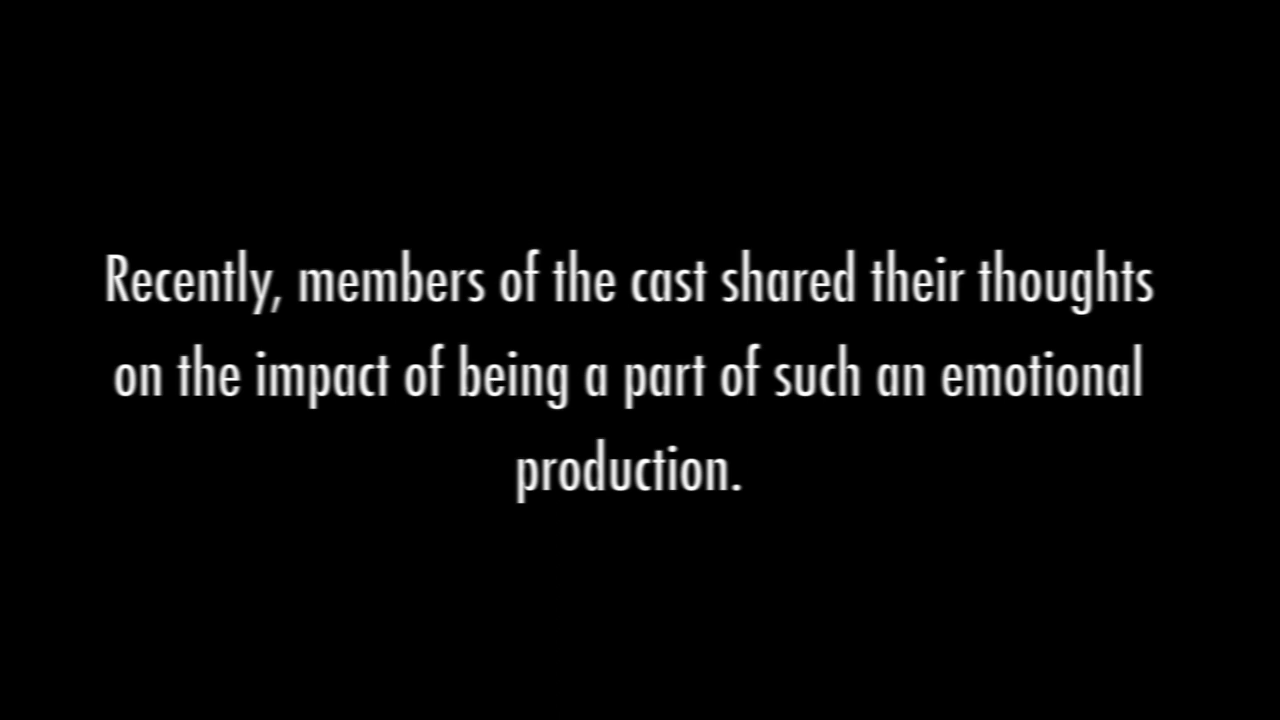 Recently, members of the cast shared their thoughts
on the impact of being a part of such an emotional
production.